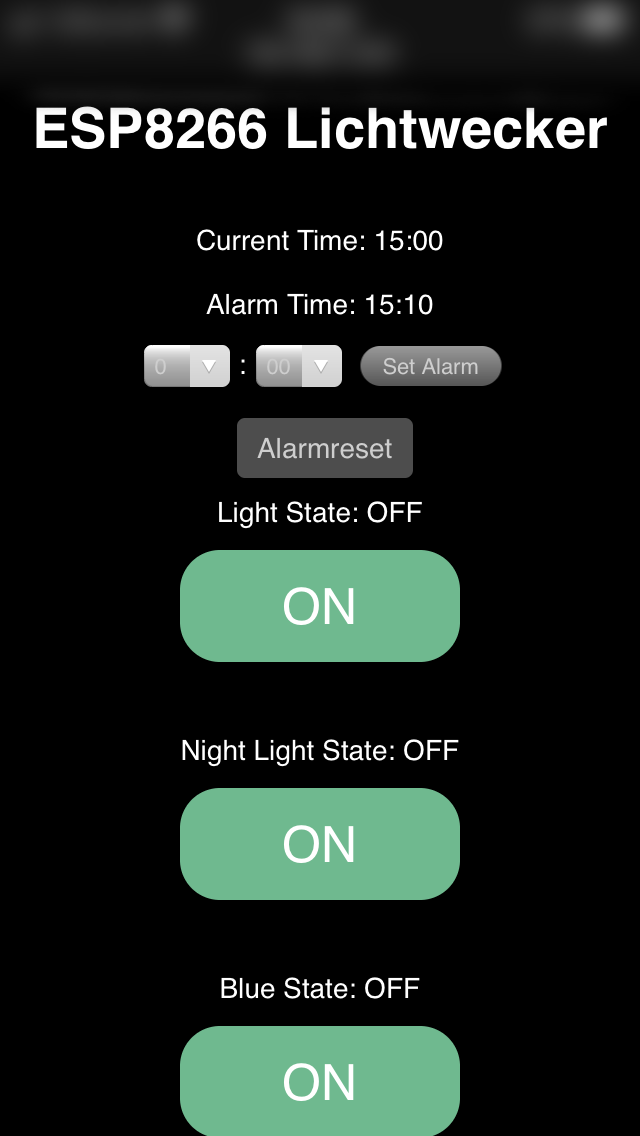 ESP8266 Lichtwecker
Current Time: 15:00
Alarm Time: 15:10
0 : 00 Set Alarm
Alarmreset
Light State: OFF
ON
Night Light State: OFF
ON
Blue State: OFF
ON